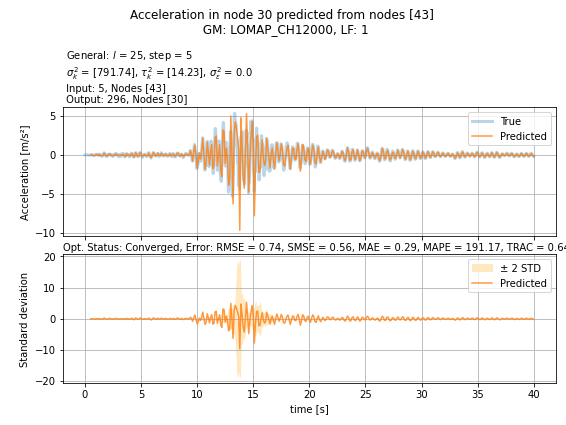 Acceleration in node 30 predicted from nodes [43]
GM: LOMAP_CH12000, LF: 1
General: l = 25, step = 5
σ²ₖ = [791.74], τ²ₖ = [14.23], σ²ε = 0.0
Input: 5, Nodes [43]
Output: 296, Nodes [30]
Acceleration [m/s²]
5
0
−5
−10
True
Predicted
Opt. Status: Converged, Error: RMSE = 0.74, SMSE = 0.56, MAE = 0.29, MAPE = 191.17, TRAC = 0.64
Standard deviation
20
10
0
−10
−20
± 2 STD
Predicted
0 5 10 15 20 25 30 35 40
time [s]